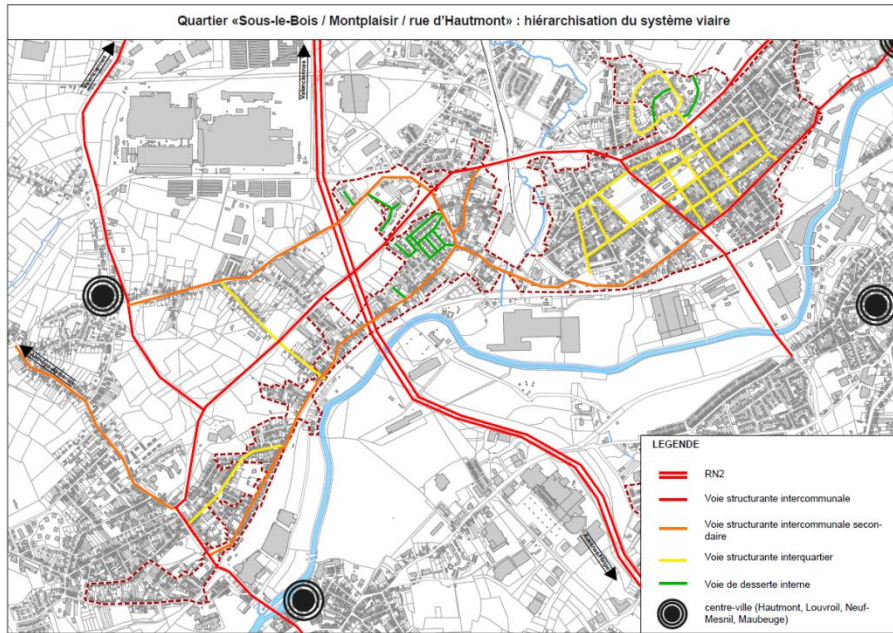 Quartier «Sous-le-Bois / Montplaisir / rue d'Hautmont» : hiérarchisation du système viaire
Valenciennes
LEGENDE
RN2
Voie structurante intercommunale
Voie structurante intercommunale secon-
daire
Voie structurante interquartier
Voie de desserte interne
centre-ville (Hautmont, Louvroil, Neuf-
Mesnil, Maubeuge)